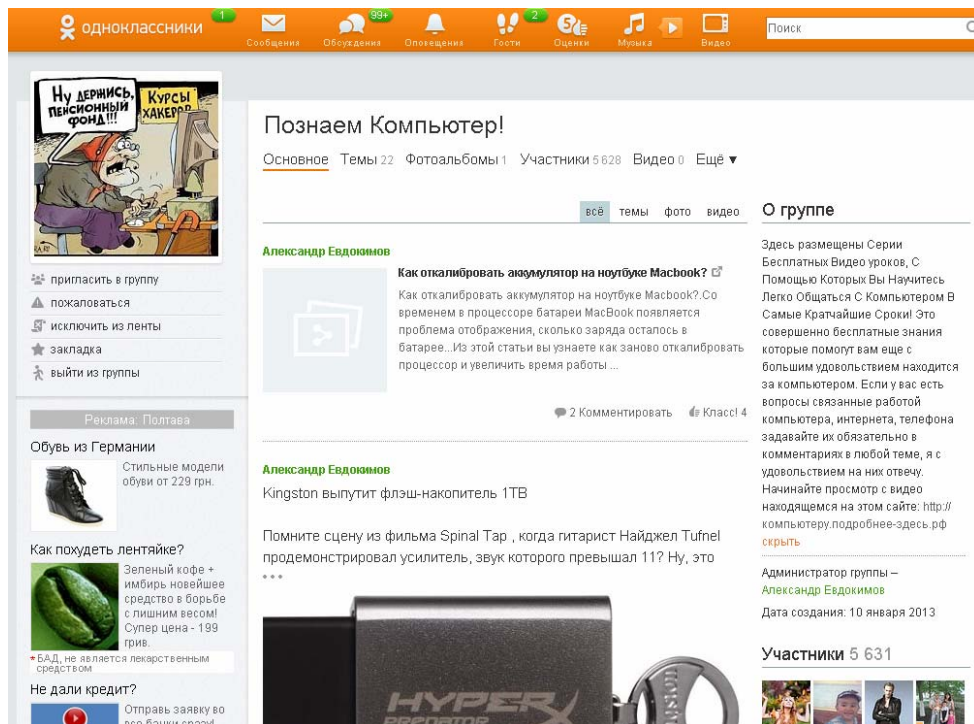 одноклассники
1
Сообщения
99+
Обсуждения
Оповещения
2
Гости
5
Оценки
Музыка
Видео
Поиск
Ну держись,
пенсионный
фонд!!!
Курсы
хакеров
пригласить в группу
пожаловаться
исключить из ленты
закладка
выйти из группы
Реклама: Полтава
Обувь из Германии
Стильные модели
обуви от 229 грн.
Как похудеть лентяйке?
Зеленый кофе +
имбирь новейшее
средство в борьбе
с лишним весом!
Супер цена - 199
грив.
*БАД, не является лекарственным
средством
Не дали кредит?
Отправь заявку во
все банки сразу!
Познаем Компьютер!
Основное Темы 22 Фотоальбомы 1 Участники 5 628 Видео 0 Ещё ▼
всё темы фото видео
Александр Евдокимов
Как откалибровать аккумулятор на ноутбуке Macbook?
Как откалибровать аккумулятор на ноутбуке Macbook?.Со
временем в процессоре батареи MacBook появляется
проблема отображения, сколько заряда осталось в
батарее...Из этой статьи вы узнаете как заново откалибровать
процессор и увеличить время работы ...
2 Комментировать Класс! 4
Александр Евдокимов
Kingston выпутит флэш-накопитель 1TB
Помните сцену из фильма Spinal Tap , когда гитарист Найджел Tufnel
продемонстрировал усилитель, звук которого превышал 11? Ну, это
•••
HYPERX
PREDATOR
KINGSTON
О группе
Здесь размещены Серии
Бесплатных Видео уроков, С
Помощью Которых Вы Научитесь
Легко Общаться С Компьютером В
Самые Кратчайшие Сроки! Это
совершенно бесплатные знания
которые помогут вам еще с
большим удовольствием находится
за компьютером. Если у вас есть
вопросы связанные работой
компьютера, интернета, телефона
задавайте их обязательно в
комментариях в любой теме, я с
удовольствием на них отвечу.
Начинайте просмотр с видео
находящемся на этом сайте: http://
компьютеру.подробнее-здесь.рф
скрыть
Администратор группы –
Александр Евдокимов
Дата создания: 10 января 2013
Участники 5 631